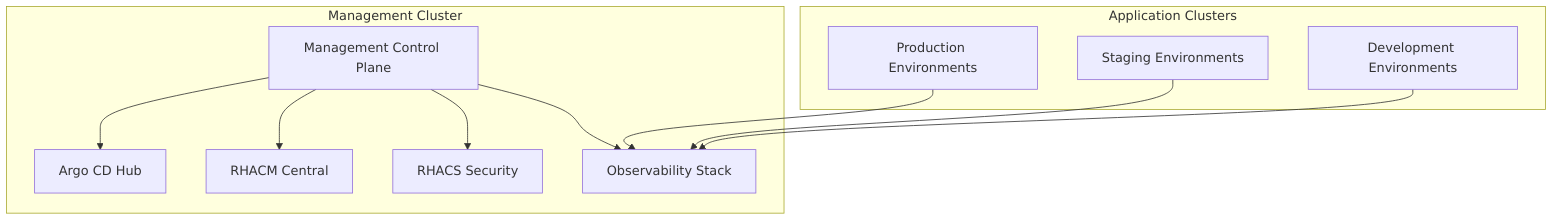 Management Cluster
Management Control
Plane
Argo CD Hub
RHACM Central
RHACS Security
Observability Stack
Application Clusters
Production
Environments
Staging Environments
Development
Environments